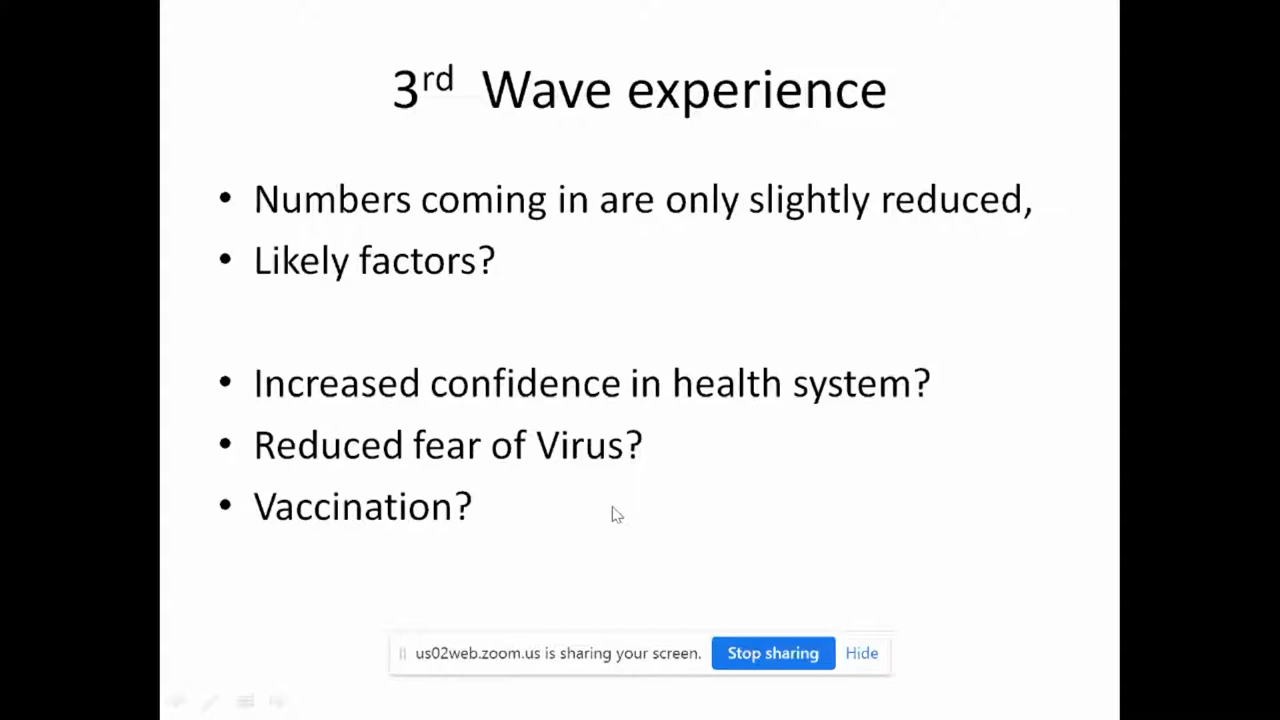 3rd Wave experience
• Numbers coming in are only slightly reduced,
• Likely factors?
• Increased confidence in health system?
• Reduced fear of Virus?
• Vaccination?
us02web.zoom.us is sharing your screen. Stop sharing Hide